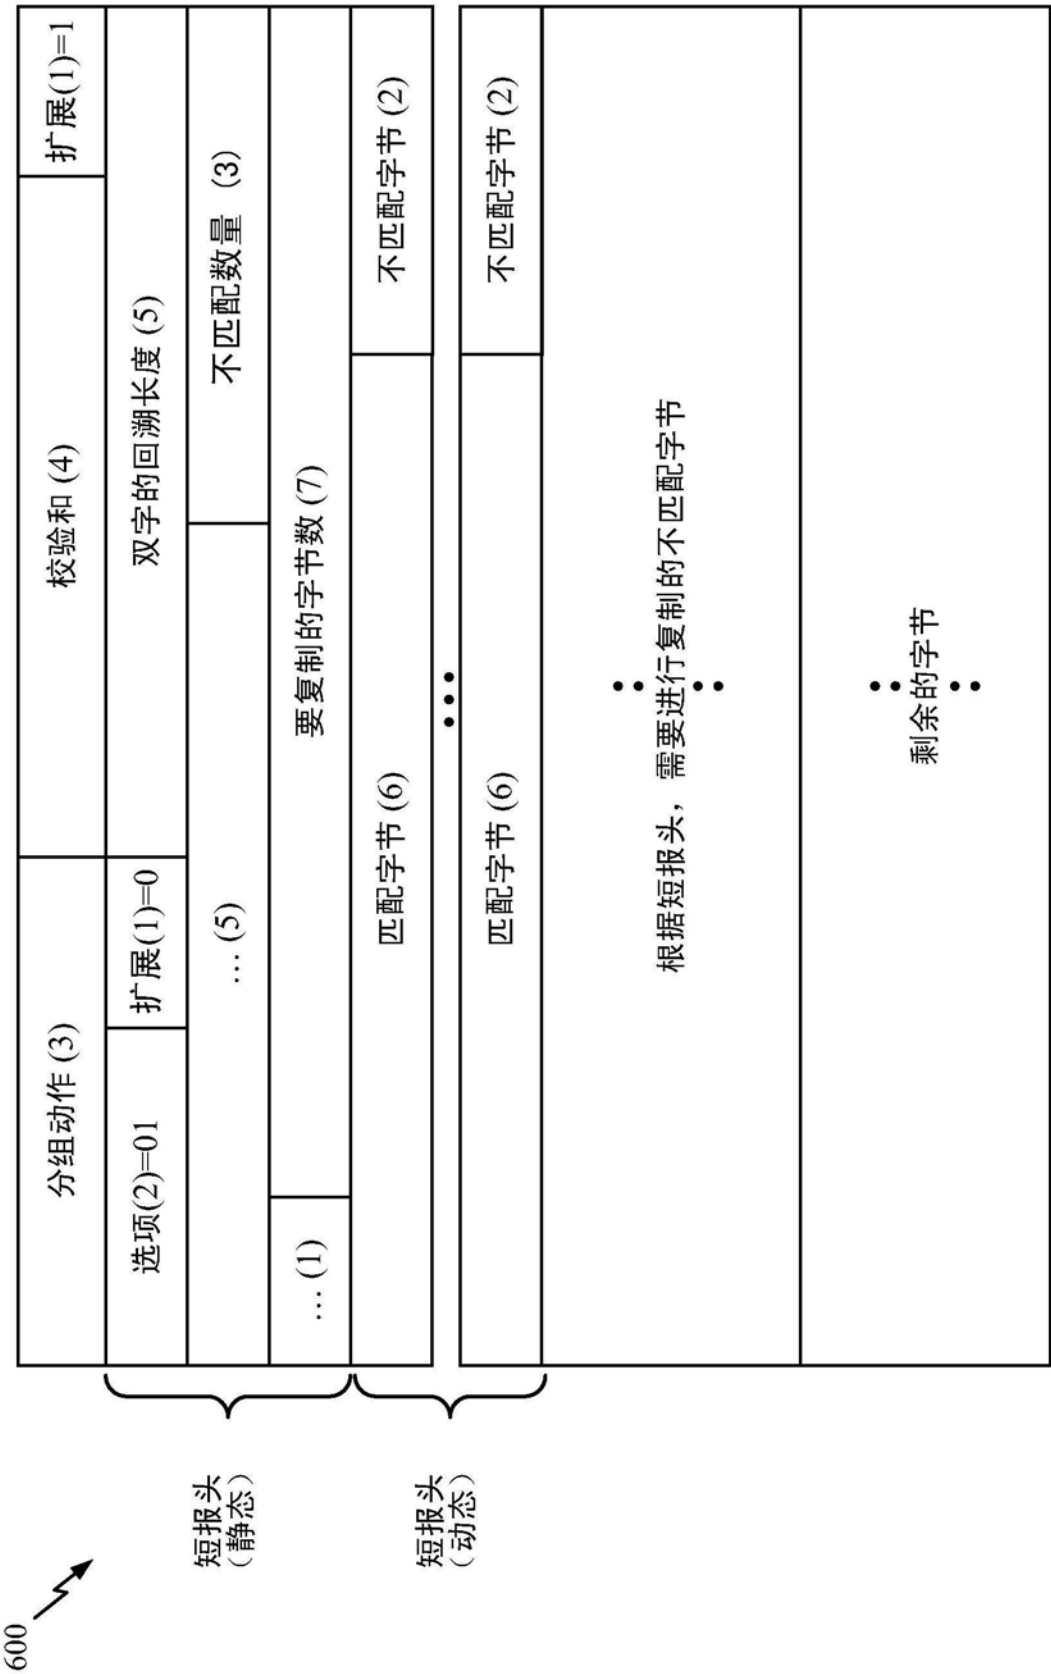 600
分组动作 (3)
校验和 (4)
扩展(1)=1
选项(2)=01
扩展(1)=0
双字的回溯长度 (5)
… (5)
不匹配数量 (3)
… (1)
要复制的字节数 (7)
短报头
（静态）
匹配字节 (6)
不匹配字节 (2)
匹配字节 (6)
不匹配字节 (2)
短报头
（动态）
根据短报头，需要进行复制的不匹配字节
剩余的字节